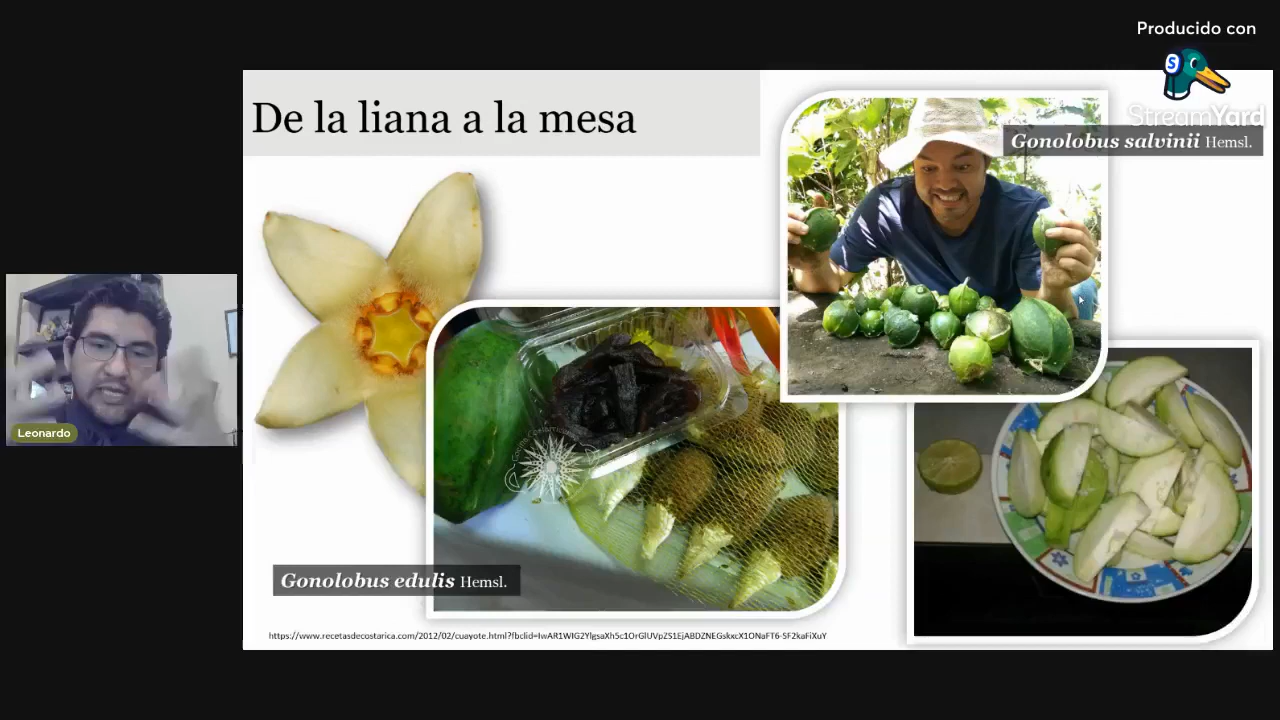 Producido con
StreamYard
De la liana a la mesa
Gonolobus salvinii Hemsl.
Leonardo
Gonolobus edulis Hemsl.